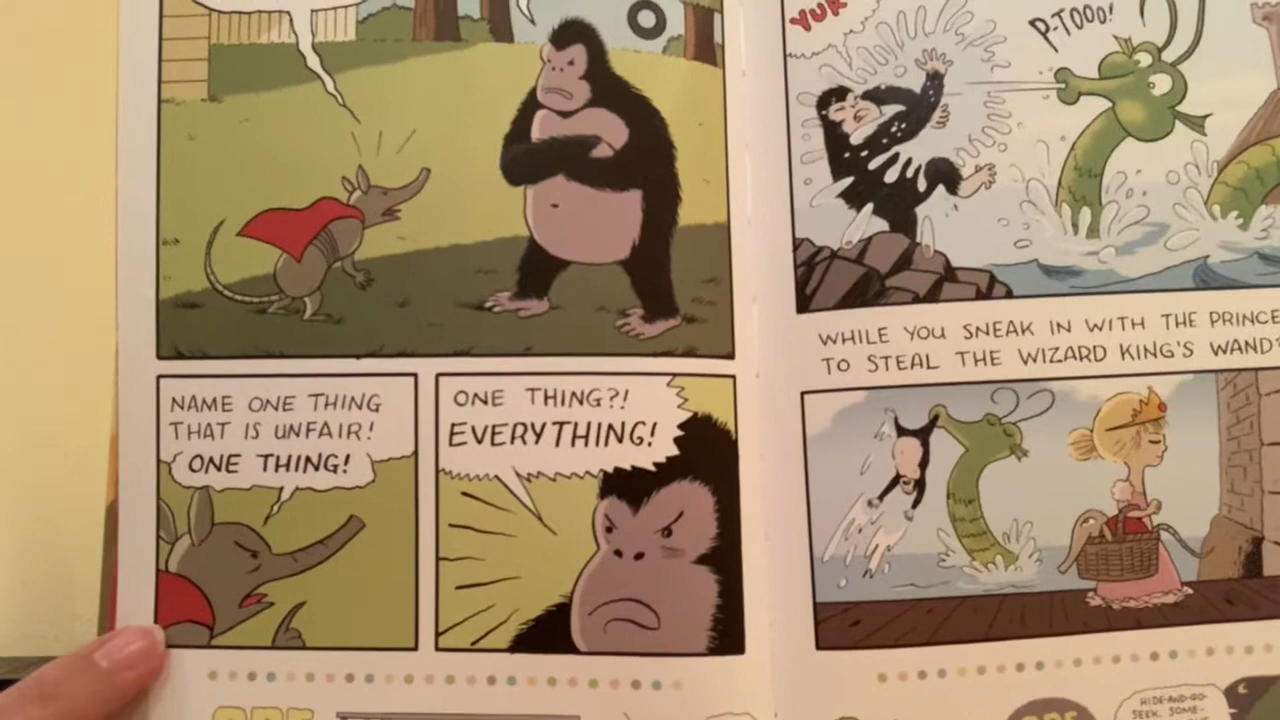 NAME ONE THING
THAT IS UNFAIR!
ONE THING!
ONE THING?!
EVERYTHING!
YUK
P-TOOO!
WHILE YOU SNEAK IN WITH THE PRINCE
TO STEAL THE WIZARD KING'S WAND?
HIDE-AND-GO-
SEEK. SOME-